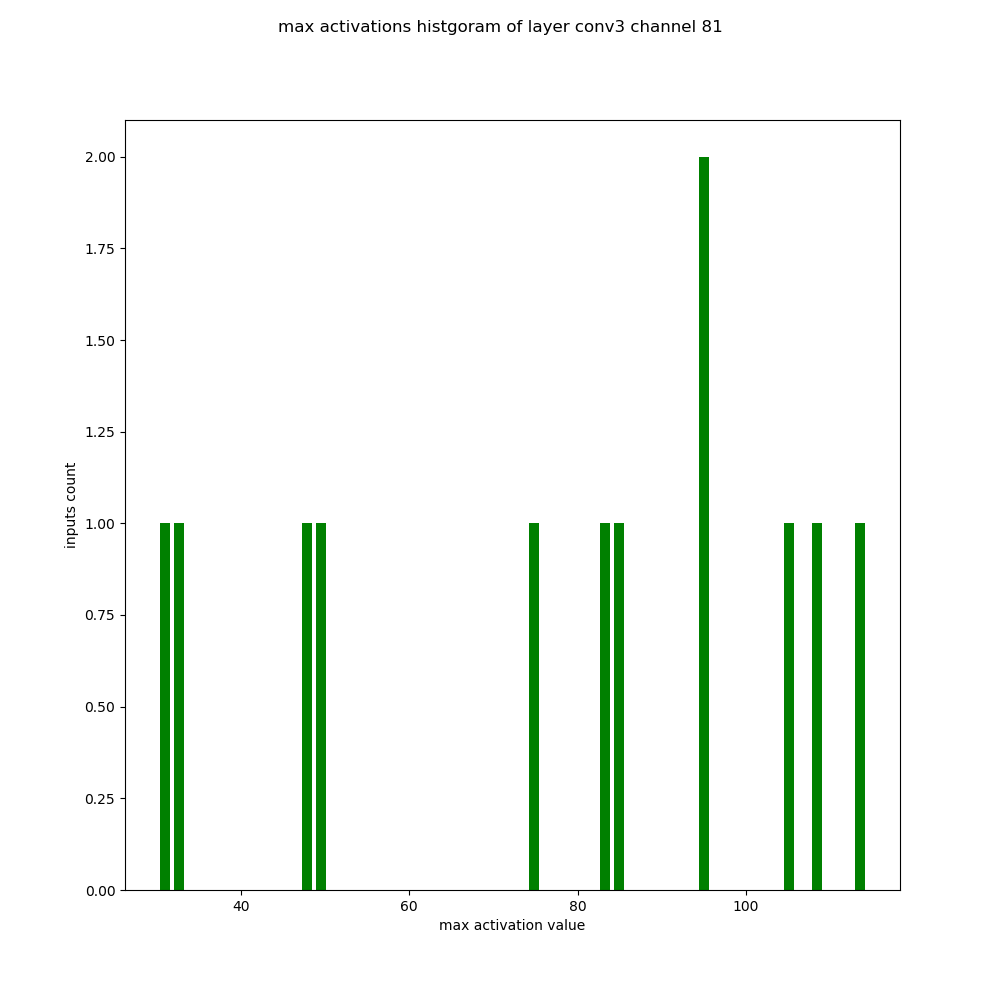 max activations histgoram of layer conv3 channel 81
2.00
1.75
1.50
1.25
1.00
0.75
0.50
0.25
0.00
inputs count
40 60 80 100
max activation value